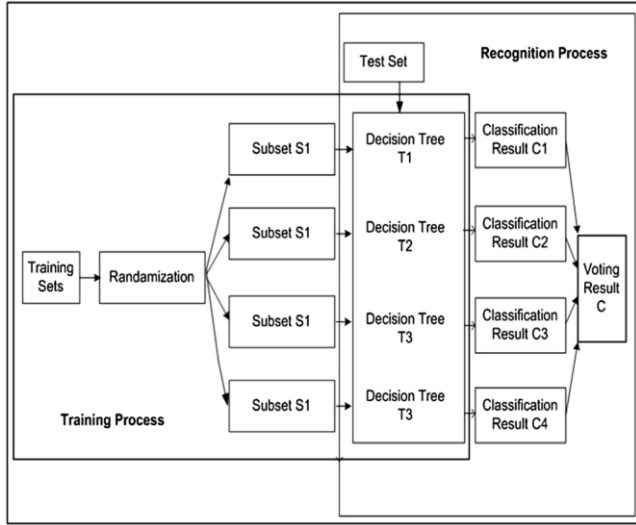 Recognition Process
Test Set
Subset S1
Decision Tree
T1
Classification
Result C1
Subset S1
Decision Tree
T2
Classification
Result C2
Training
Sets
Randamization
Voting
Result
C
Subset S1
Decision Tree
T3
Classification
Result C3
Subset S1
Decision Tree
T3
Classification
Result C4
Training Process